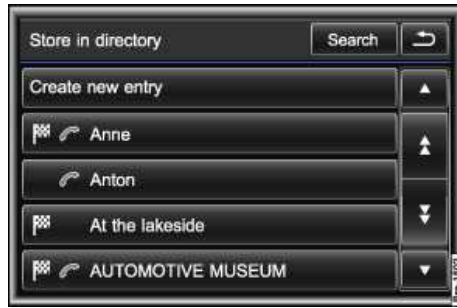 Store in directory Search
Create new entry
Anne
Anton
At the lakeside
AUTOMOTIVE MUSEUM